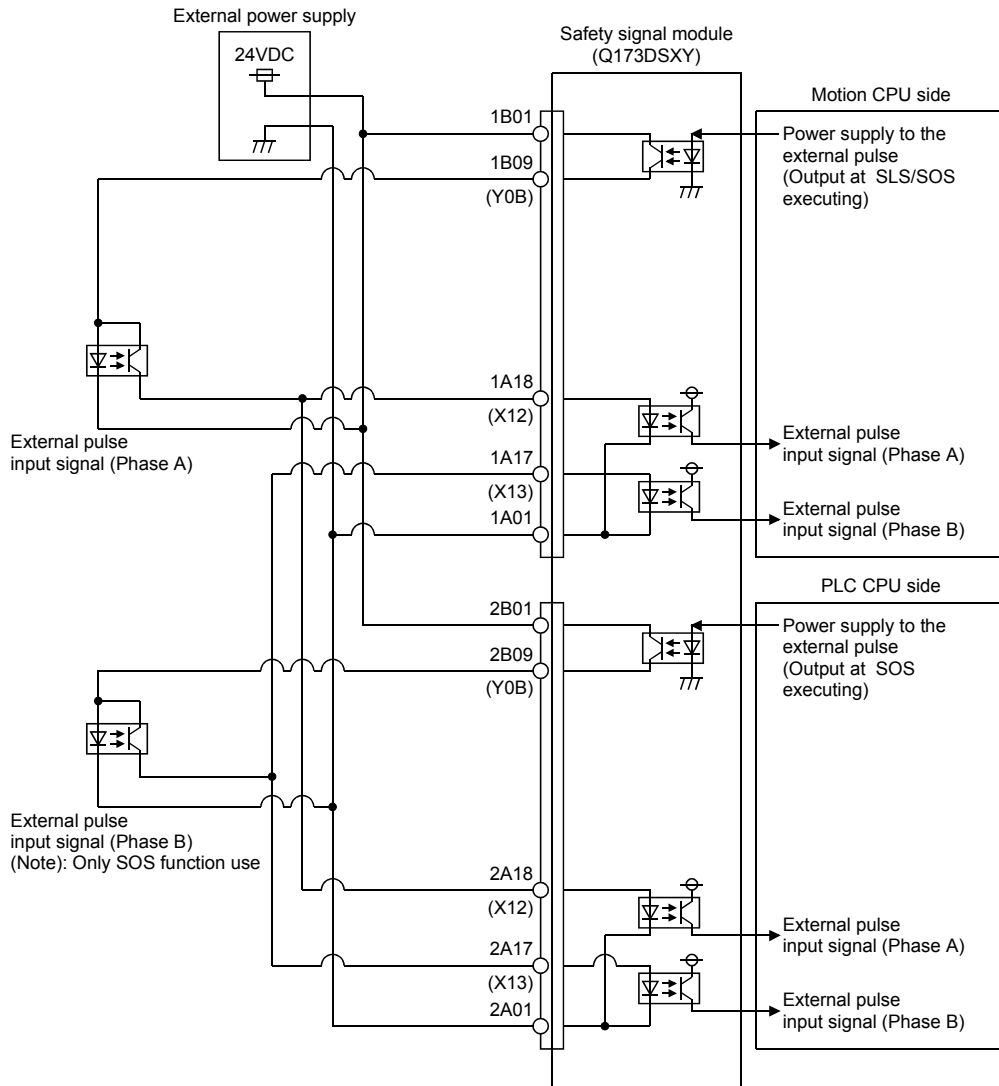 External power supply
24VDC
Safety signal module
(Q173DSXY)
Motion CPU side
1B01
Power supply to the
external pulse
(Output at SLS/SOS
executing)
1B09
(Y0B)
1A18
(X12)
External pulse
input signal (Phase A)
External pulse
input signal (Phase A)
1A17
(X13)
1A01
External pulse
input signal (Phase B)
PLC CPU side
2B01
Power supply to the
external pulse
(Output at SOS
executing)
2B09
(Y0B)
External pulse
input signal (Phase B)
(Note): Only SOS function use
2A18
(X12)
External pulse
input signal (Phase A)
2A17
(X13)
2A01
External pulse
input signal (Phase B)